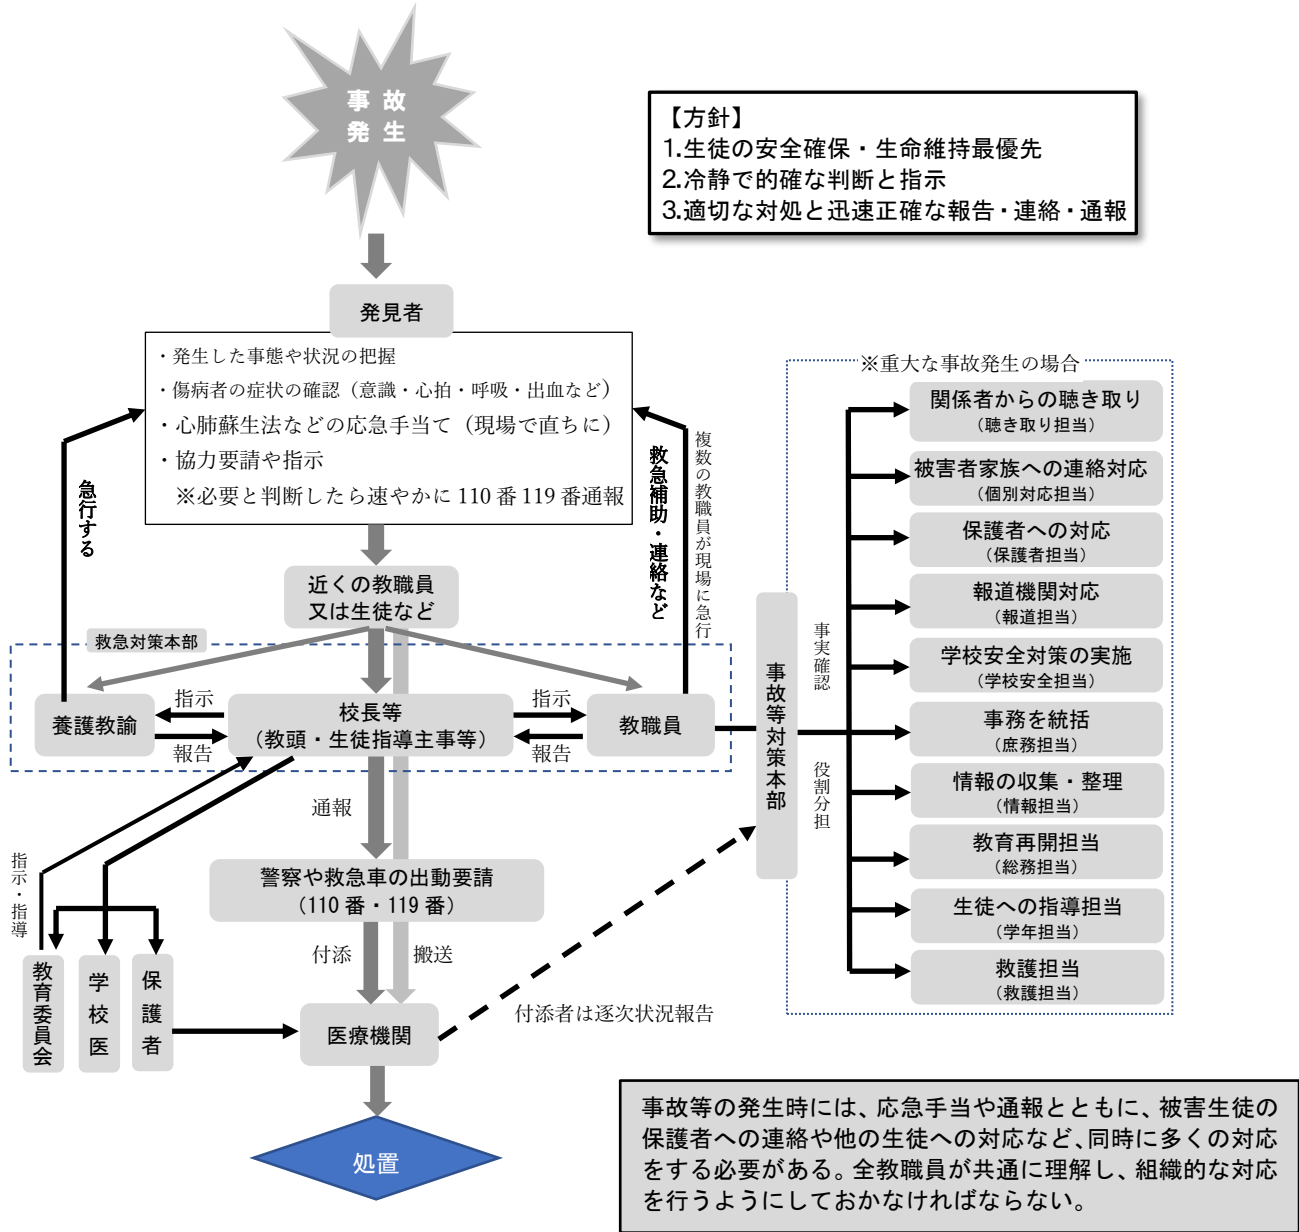 事 故
発 生
【方針】
1.生徒の安全確保・生命維持最優先
2.冷静で的確な判断と指示
3.適切な対処と迅速正確な報告・連絡・通報
発見者
・発生した事態や状況の把握
・傷病者の症状の確認（意識・心拍・呼吸・出血など）
・心肺蘇生法などの応急手当て（現場で直ちに）
・協力要請や指示
※必要と判断したら速やかに 110 番 119 番通報
急行する
救急補助・連絡など
複数の教職員が現場に急行
近くの教職員
又は生徒など
救急対策本部
養護教諭
指示
報告
校長等
（教頭・生徒指導主事等）
指示
報告
教職員
通報
警察や救急車の出動要請
（110 番・119 番）
付添
搬送
指示・指導
教育委員会
学校医
保護者
医療機関
付添者は逐次状況報告
処置
事故等対策本部
事実確認
役割分担
※重大な事故発生の場合
関係者からの聴き取り
（聴き取り担当）
被害者家族への連絡対応
（個別対応担当）
保護者への対応
（保護者担当）
報道機関対応
（報道担当）
学校安全対策の実施
（学校安全担当）
事務を統括
（庶務担当）
情報の収集・整理
（情報担当）
教育再開担当
（総務担当）
生徒への指導担当
（学年担当）
救護担当
（救護担当）
事故等の発生時には、応急手当や通報とともに、被害生徒の
保護者への連絡や他の生徒への対応など、同時に多くの対応
をする必要がある。全教職員が共通に理解し、組織的な対応
を行うようにしておかなければならない。